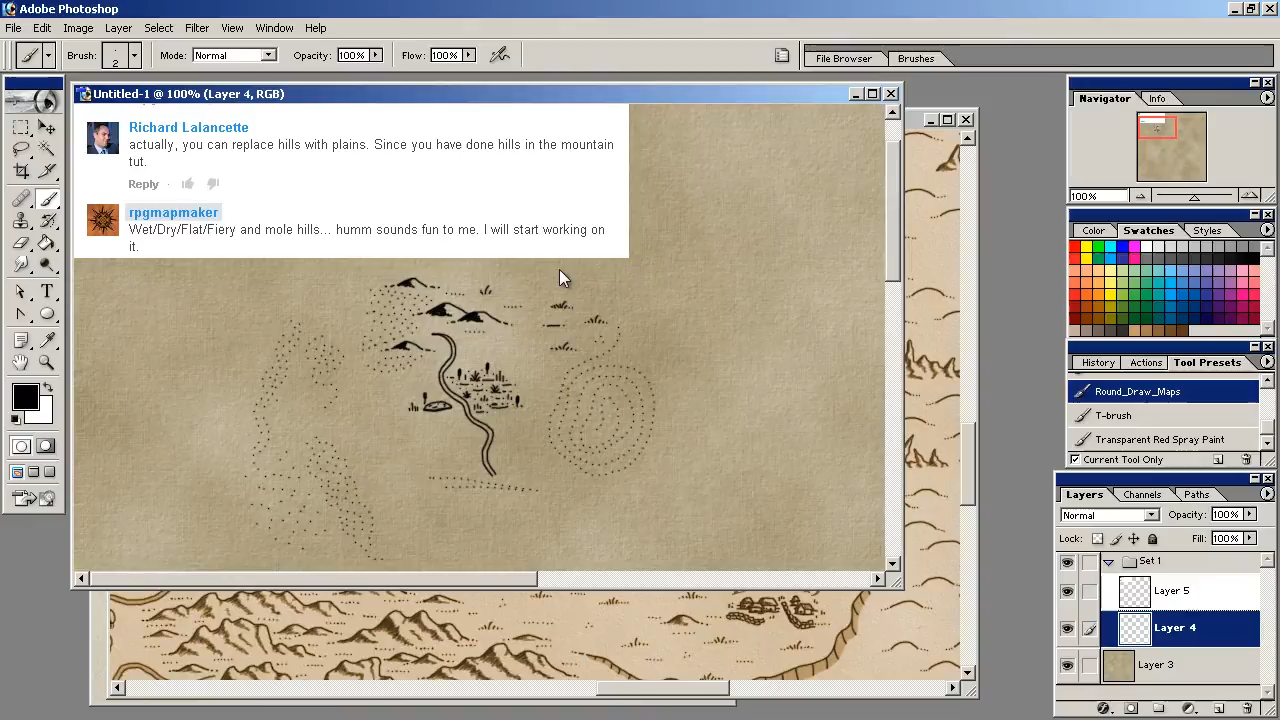 Adobe Photoshop
File Edit Image Layer Select Filter View Window Help
Brush: 2 Mode: Normal Opacity: 100% Flow: 100% File Browser Brushes
Untitled-1 @ 100% (Layer 4, RGB)
Richard Lalancette
actually, you can replace hills with plains. Since you have done hills in the mountain
tut.
Reply
rpgmapmaker
Wet/Dry/Flat/Fiery and mole hills... humm sounds fun to me. I will start working on
it.
Navigator Info
100%
Color Swatches Styles
History Actions Tool Presets
Round_Draw_Maps
T-brush
Transparent Red Spray Paint
Current Tool Only
Layers Channels Paths
Normal Opacity: 100%
Lock: Fill: 100%
Set 1
Layer 5
Layer 4
Layer 3